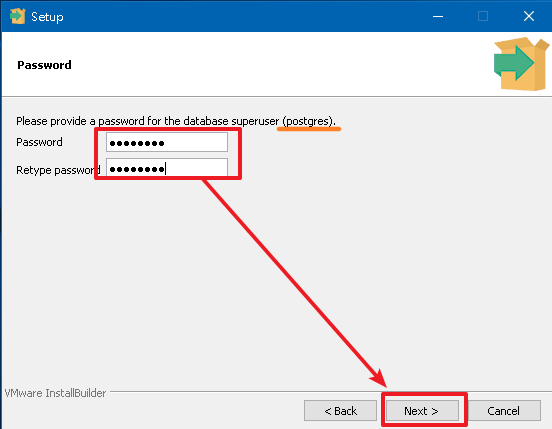 Setup
Password
Please provide a password for the database superuser (postgres).
Password ●●●●●●●●
Retype password ●●●●●●●●
VMware InstallBuilder
< Back Next > Cancel